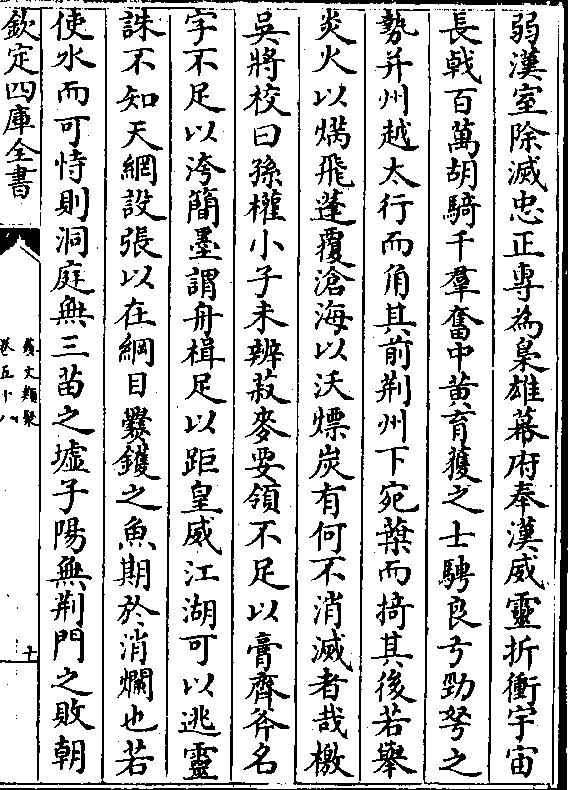 弱漢室除滅忠正專為梟雄幕府奉漢威靈折衝宇宙
長戟百萬胡騎千羣奮中黄育獲之士騁良弓勁弩之
勢并州越太行而角其前荆州下宛葉而掎其後若舉
炎火以焫飛蓬覆滄海以沃熛炭有何不消滅者哉檄
吳將校曰孫權小子未辨菽麥要領不足以膏齊斧名
字不足以洿簡墨謂舟楫足以距皇威江湖可以逃靈
誅不知天網設張以在綱目爨鑊之魚期於消爛也若
使水而可恃則洞庭無三苗之墟子陽無荆門之敗朝
欽定四庫全書
藝文類聚
卷五十八
十